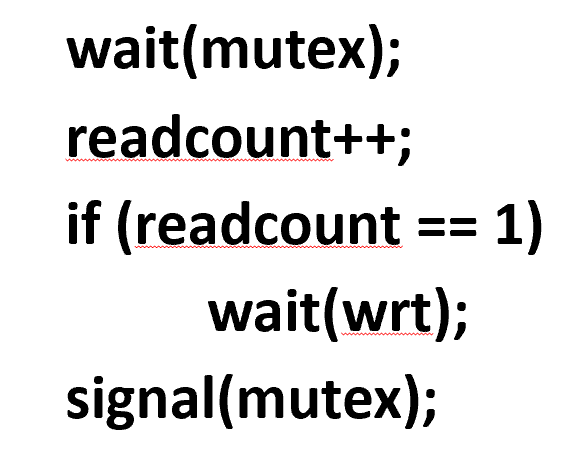 wait(mutex);
readcount++;
if (readcount == 1)
wait(wrt);
signal(mutex);